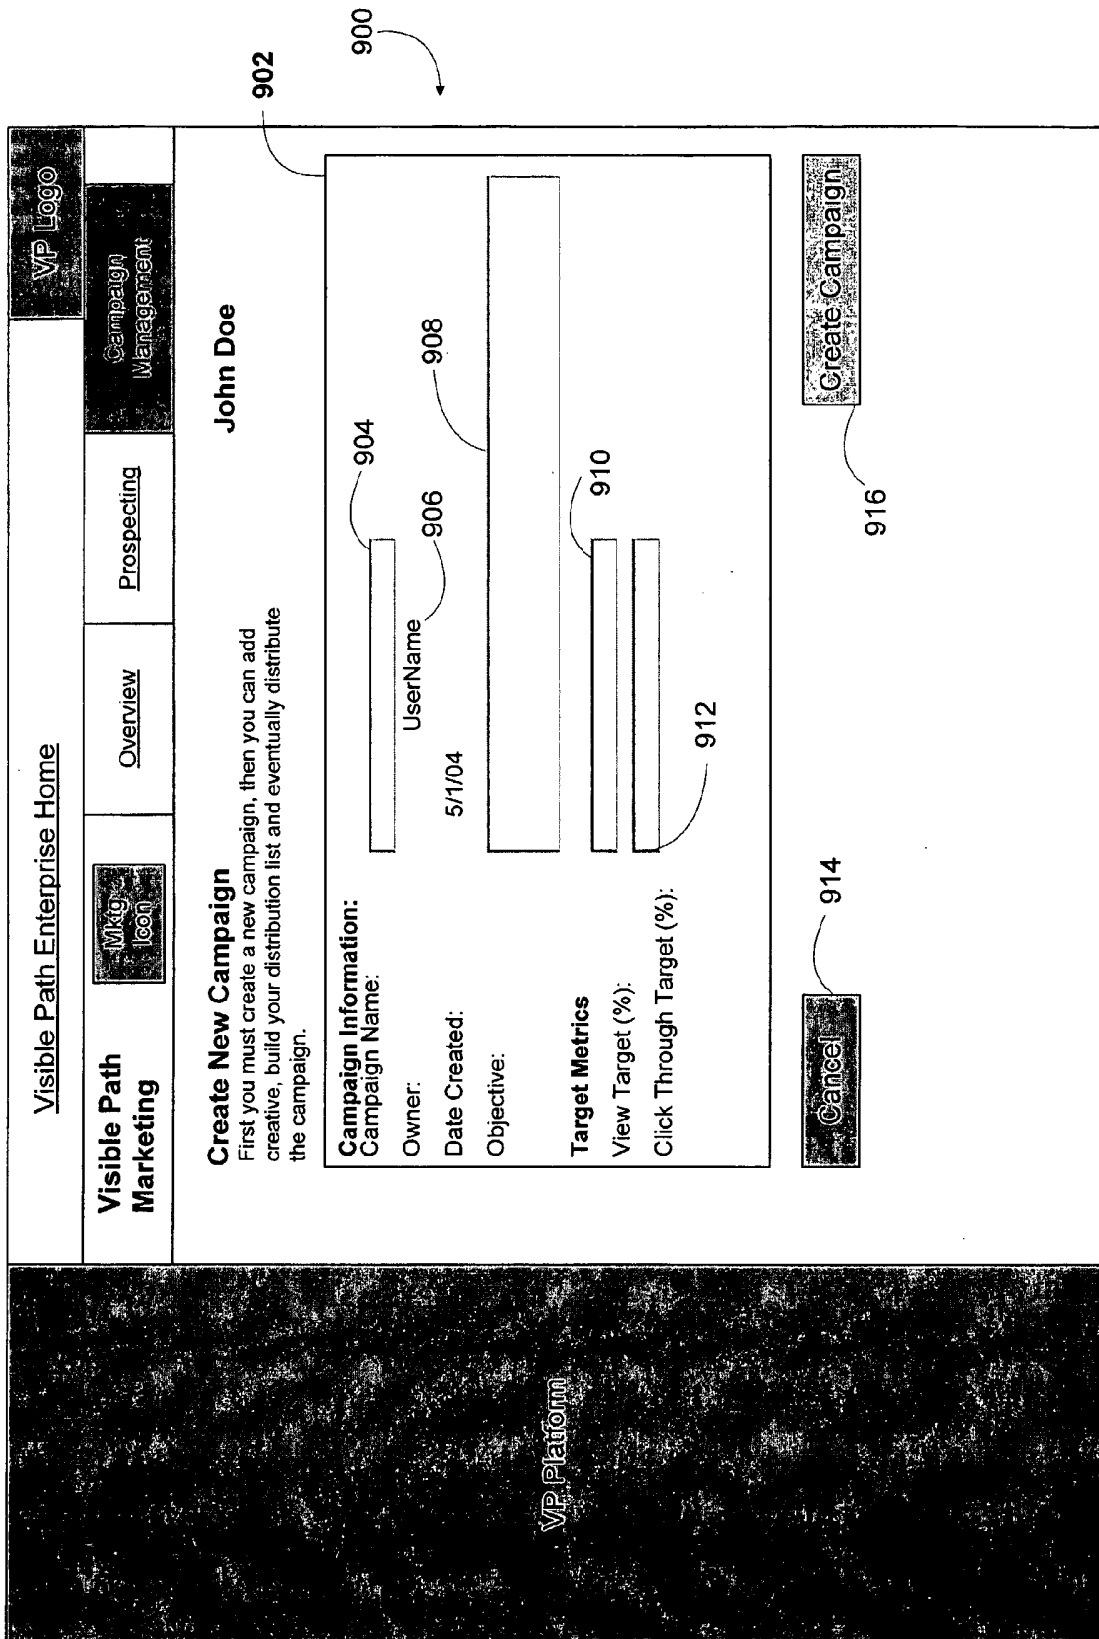 Visible Path Enterprise Home
VP Logo
Visible Path
Marketing
Mktg
Icon
Overview
Prospecting
Campaign
Management
Create New Campaign
John Doe
First you must create a new campaign, then you can add
creative, build your distribution list and eventually distribute
the campaign.
902
900
Campaign Information:
Campaign Name:
904
Owner:
UserName
906
Date Created:
5/1/04
Objective:
908
Target Metrics
View Target (%):
910
Click Through Target (%):
912
Cancel
914
Create Campaign
916
VP Platform